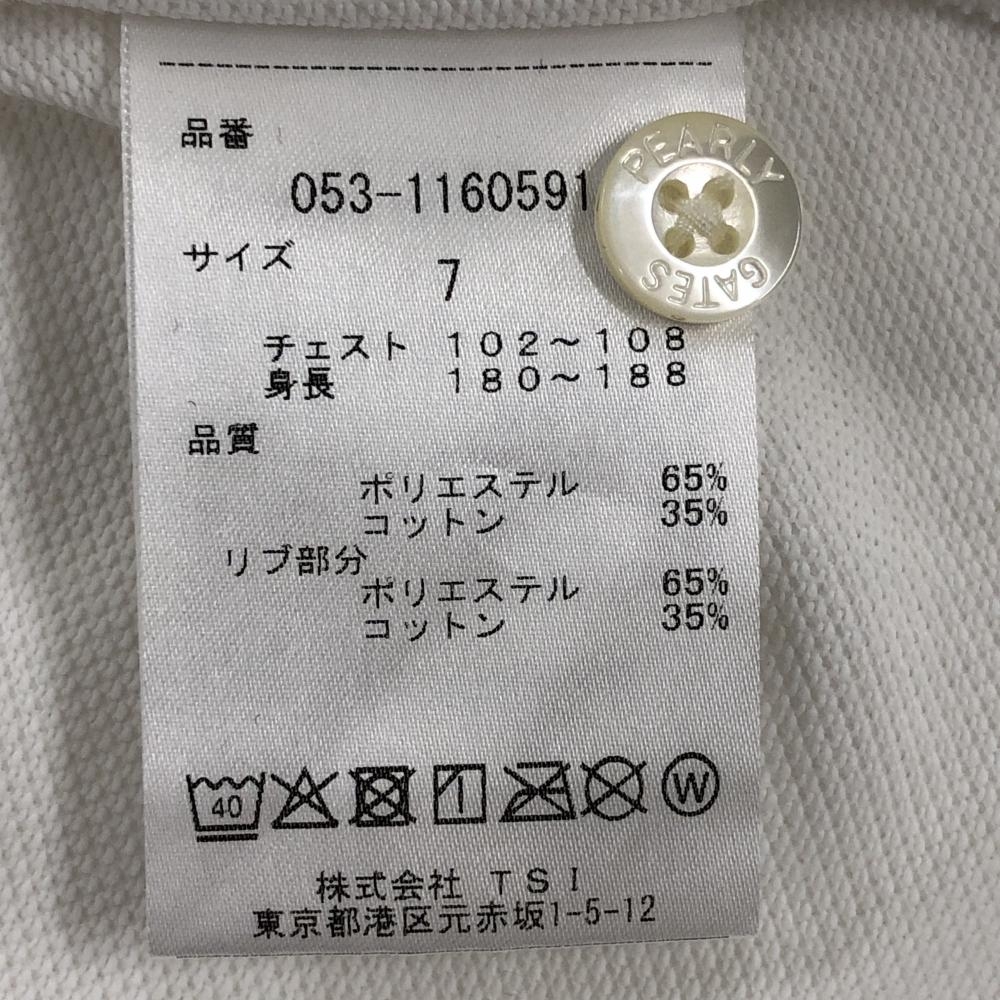 品番
053-1160591
PEARLY
GATES
サイズ
7
チェスト 102～108
身長 180～188
品質
ポリエステル 65%
コットン 35%
リブ部分
ポリエステル 65%
コットン 35%
40
W
株式会社 TSI
東京都港区元赤坂1-5-12